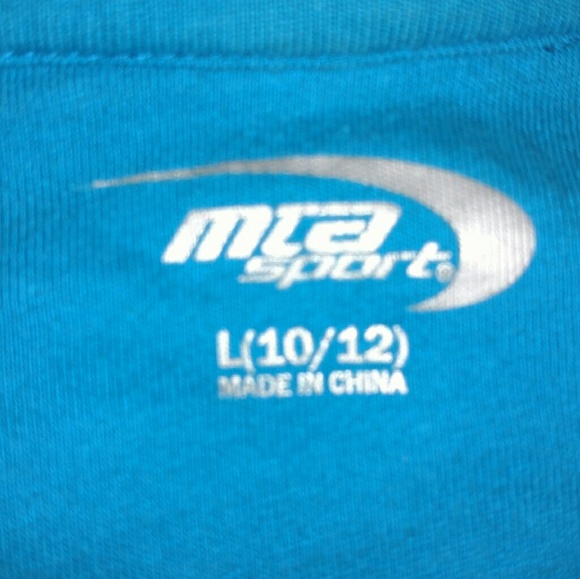 mta
sport®
L(10/12)
MADE IN CHINA